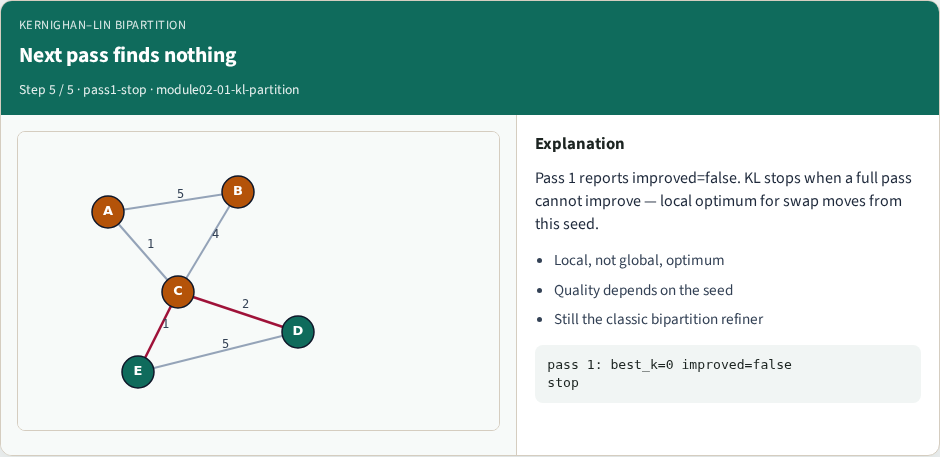 KERNIGHAN–LIN BIPARTITION
Next pass finds nothing
Step 5 / 5 · pass1-stop · module02-01-kl-partition
A
5
B
1
4
C
2
1
D
5
E
Explanation
Pass 1 reports improved=false. KL stops when a full pass
cannot improve — local optimum for swap moves from
this seed.
• Local, not global, optimum
• Quality depends on the seed
• Still the classic bipartition refiner
pass 1: best_k=0 improved=false
stop